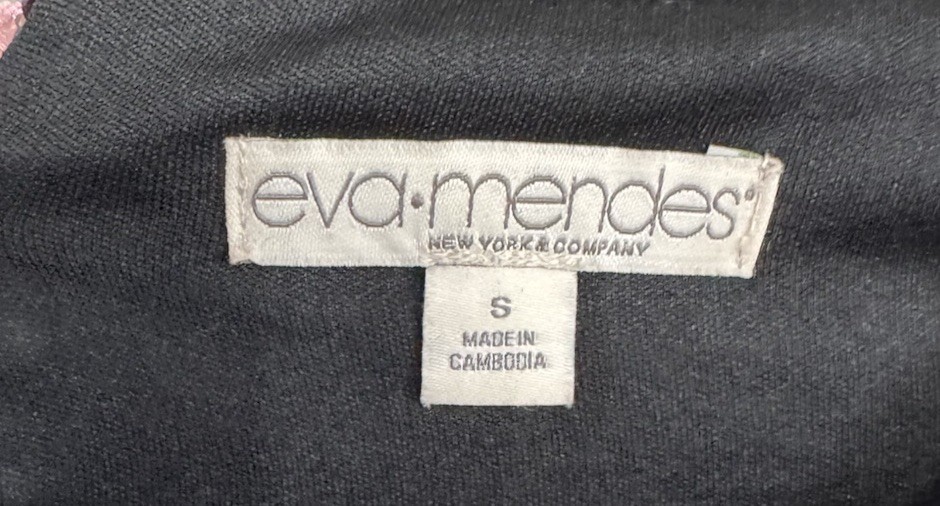 eva·mendes
NEW YORK & COMPANY
S
MADE IN
CAMBODIA